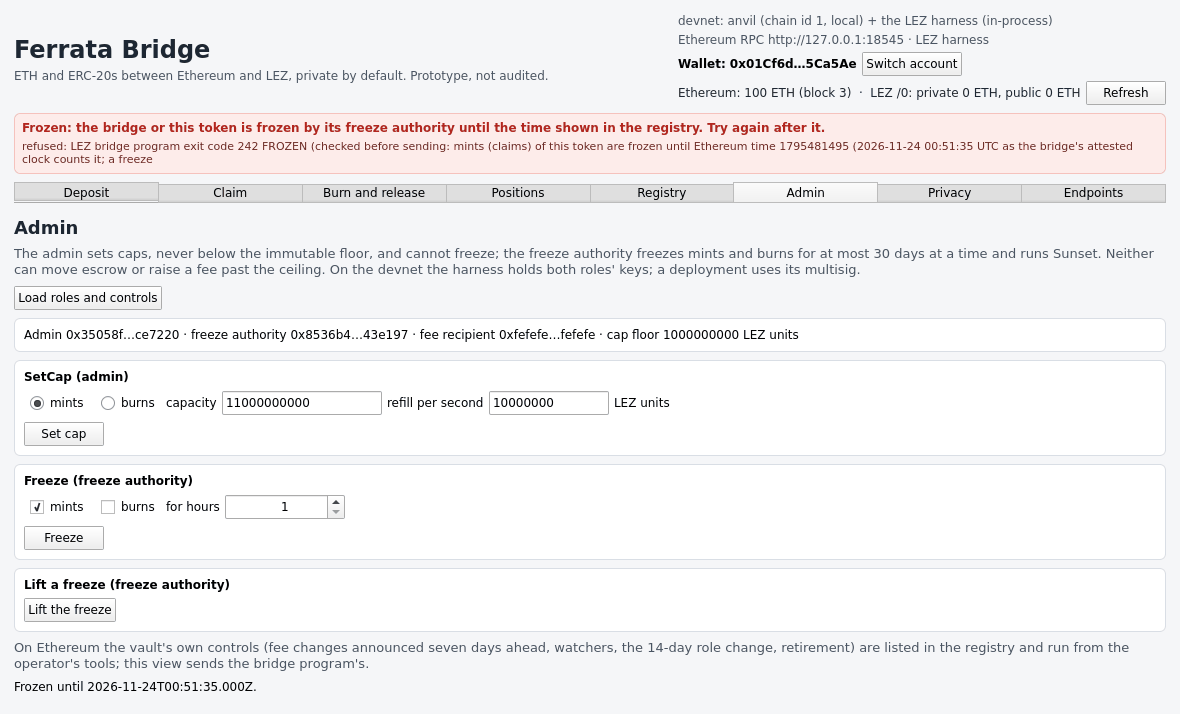 Ferrata Bridge
ETH and ERC-20s between Ethereum and LEZ, private by default. Prototype, not audited.
devnet: anvil (chain id 1, local) + the LEZ harness (in-process)
Ethereum RPC http://127.0.0.1:18545 · LEZ harness
Wallet: 0x01Cf6d…5Ca5Ae Switch account
Ethereum: 100 ETH (block 3) · LEZ /0: private 0 ETH, public 0 ETH Refresh
Frozen: the bridge or this token is frozen by its freeze authority until the time shown in the registry. Try again after it.
refused: LEZ bridge program exit code 242 FROZEN (checked before sending: mints (claims) of this token are frozen until Ethereum time 1795481495 (2026-11-24 00:51:35 UTC as the bridge's attested
clock counts it; a freeze
Deposit Claim Burn and release Positions Registry Admin Privacy Endpoints
Admin
The admin sets caps, never below the immutable floor, and cannot freeze; the freeze authority freezes mints and burns for at most 30 days at a time and runs Sunset. Neither
can move escrow or raise a fee past the ceiling. On the devnet the harness holds both roles' keys; a deployment uses its multisig.
Load roles and controls
Admin 0x35058f…ce7220 · freeze authority 0x8536b4…43e197 · fee recipient 0xfefefe…fefefe · cap floor 1000000000 LEZ units
SetCap (admin)
mints burns capacity 11000000000 refill per second 10000000 LEZ units
Set cap
Freeze (freeze authority)
mints burns for hours 1
Freeze
Lift a freeze (freeze authority)
Lift the freeze
On Ethereum the vault's own controls (fee changes announced seven days ahead, watchers, the 14-day role change, retirement) are listed in the registry and run from the
operator's tools; this view sends the bridge program's.
Frozen until 2026-11-24T00:51:35.000Z.